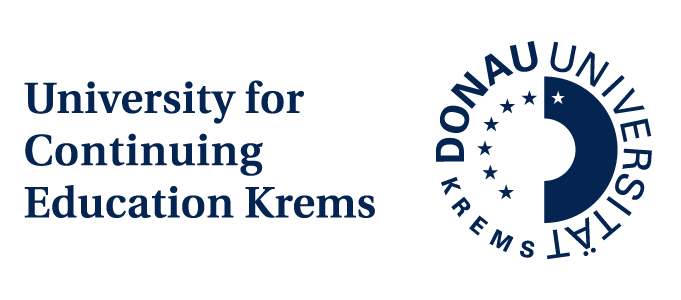 University for
Continuing
Education Krems
DONAU UNIVERSITÄT
KREMS